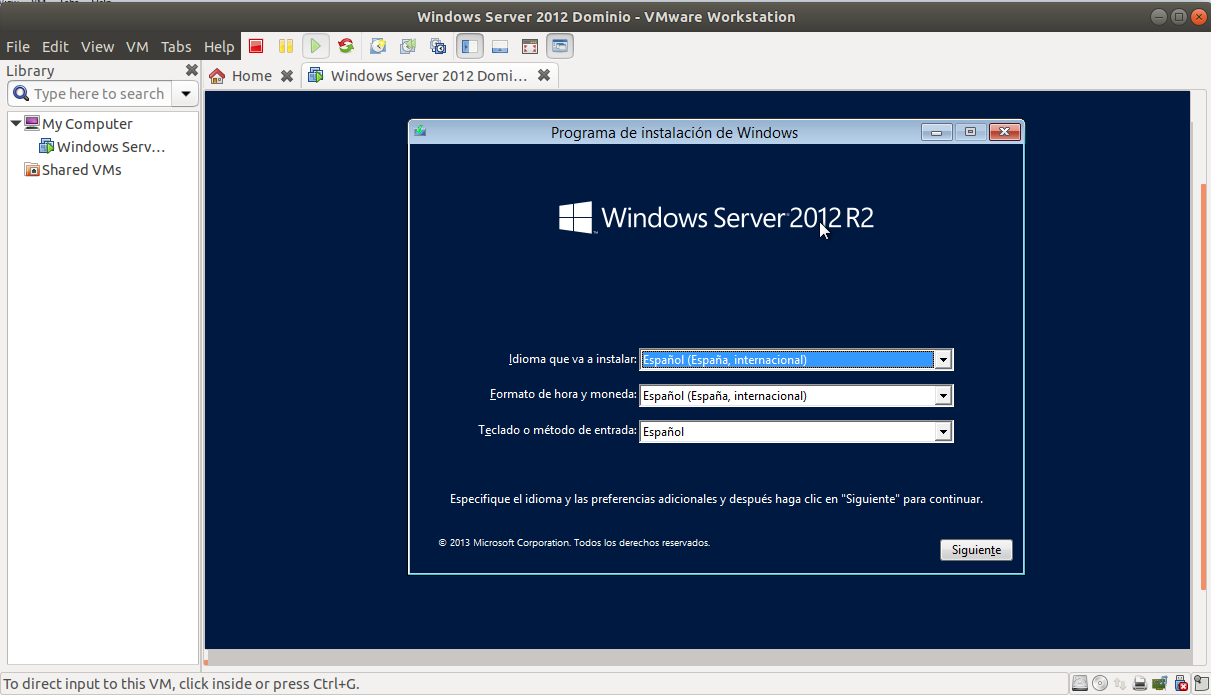 Windows Server 2012 Dominio - VMware Workstation
File Edit View VM Tabs Help
Library
Home
Windows Server 2012 Domi...
Type here to search
My Computer
Windows Serv...
Shared VMs
Programa de instalación de Windows
Windows Server 2012 R2
Idioma que va a instalar: Español (España, internacional)
Formato de hora y moneda: Español (España, internacional)
Teclado o método de entrada: Español
Especifique el idioma y las preferencias adicionales y después haga clic en "Siguiente" para continuar.
© 2013 Microsoft Corporation. Todos los derechos reservados.
Siguiente
To direct input to this VM, click inside or press Ctrl+G.